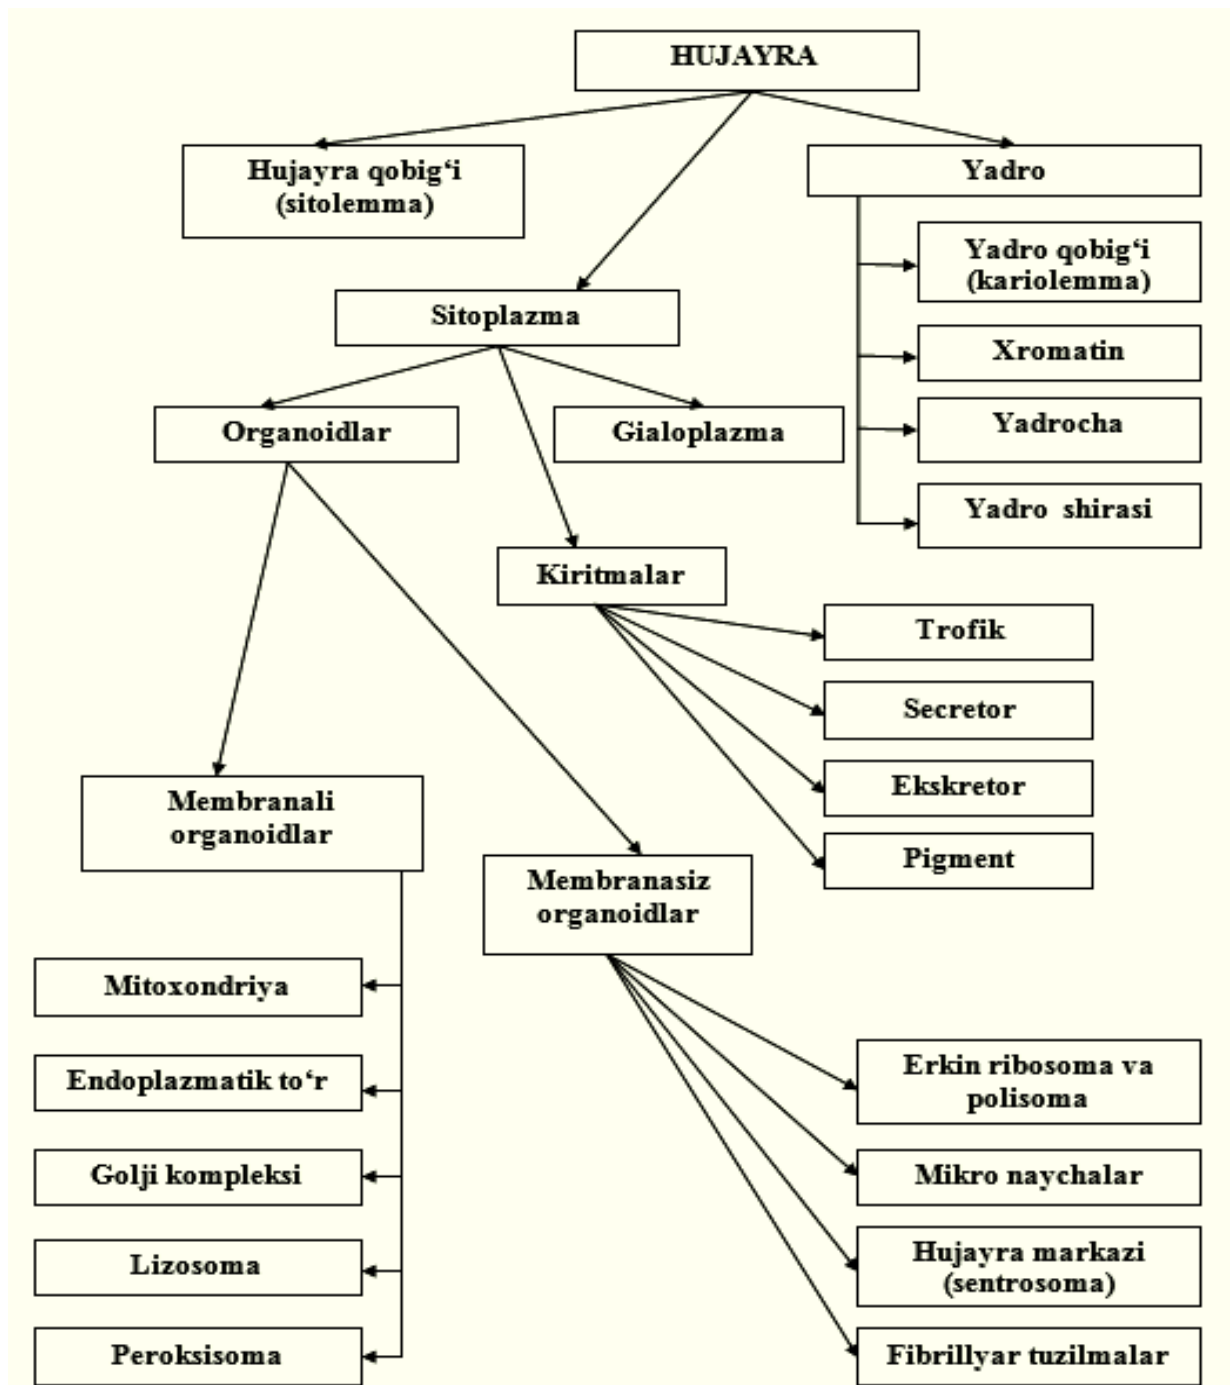 HUJAYRA
Hujayra qobig‘i
(sitolemma)
Yadro
Yadro qobig‘i
(kariolemma)
Sitoplazma
Xromatin
Organoidlar
Gialoplazma
Yadrocha
Yadro shirasi
Kiritmalar
Trofik
Secretor
Ekskretor
Pigment
Membranali
organoidlar
Membranasiz
organoidlar
Mitoxondriya
Endoplazmatik to‘r
Golji kompleksi
Lizosoma
Peroksisoma
Erkin ribosoma va
polisoma
Mikro naychalar
Hujayra markazi
(sentrosoma)
Fibrillyar tuzilmalar